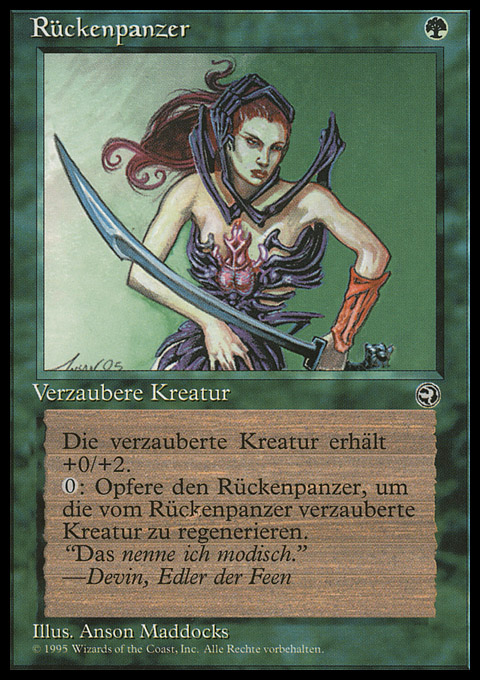 Rückenpanzer
Verzaubere Kreatur
Die verzauberte Kreatur erhält
+0/+2.
0: Opfere den Rückenpanzer, um
die vom Rückenpanzer verzauberte
Kreatur zu regenerieren.
“Das nenne ich modisch.”
—Devin, Edler der Feen
Illus. Anson Maddocks
© 1995 Wizards of the Coast, Inc. Alle Rechte vorbehalten.